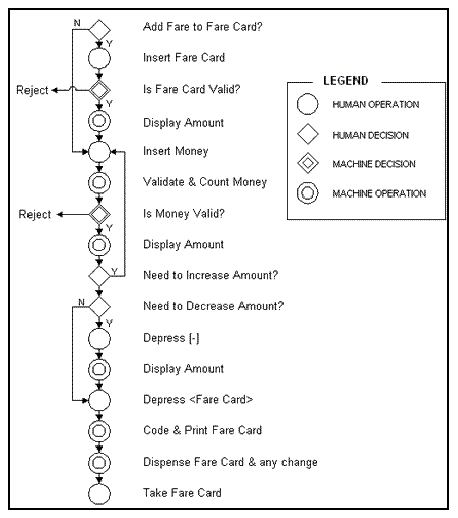 N
Add Fare to Fare Card?
Y
Insert Fare Card
Reject
Is Fare Card Valid?
Y
Display Amount
Insert Money
Validate & Count Money
Reject
Is Money Valid?
Y
Display Amount
Y
Need to Increase Amount?
N
Need to Decrease Amount?
Y
Depress [-]
Display Amount
Depress <Fare Card>
Code & Print Fare Card
Dispense Fare Card & any change
Take Fare Card
LEGEND
HUMAN OPERATION
HUMAN DECISION
MACHINE DECISION
MACHINE OPERATION